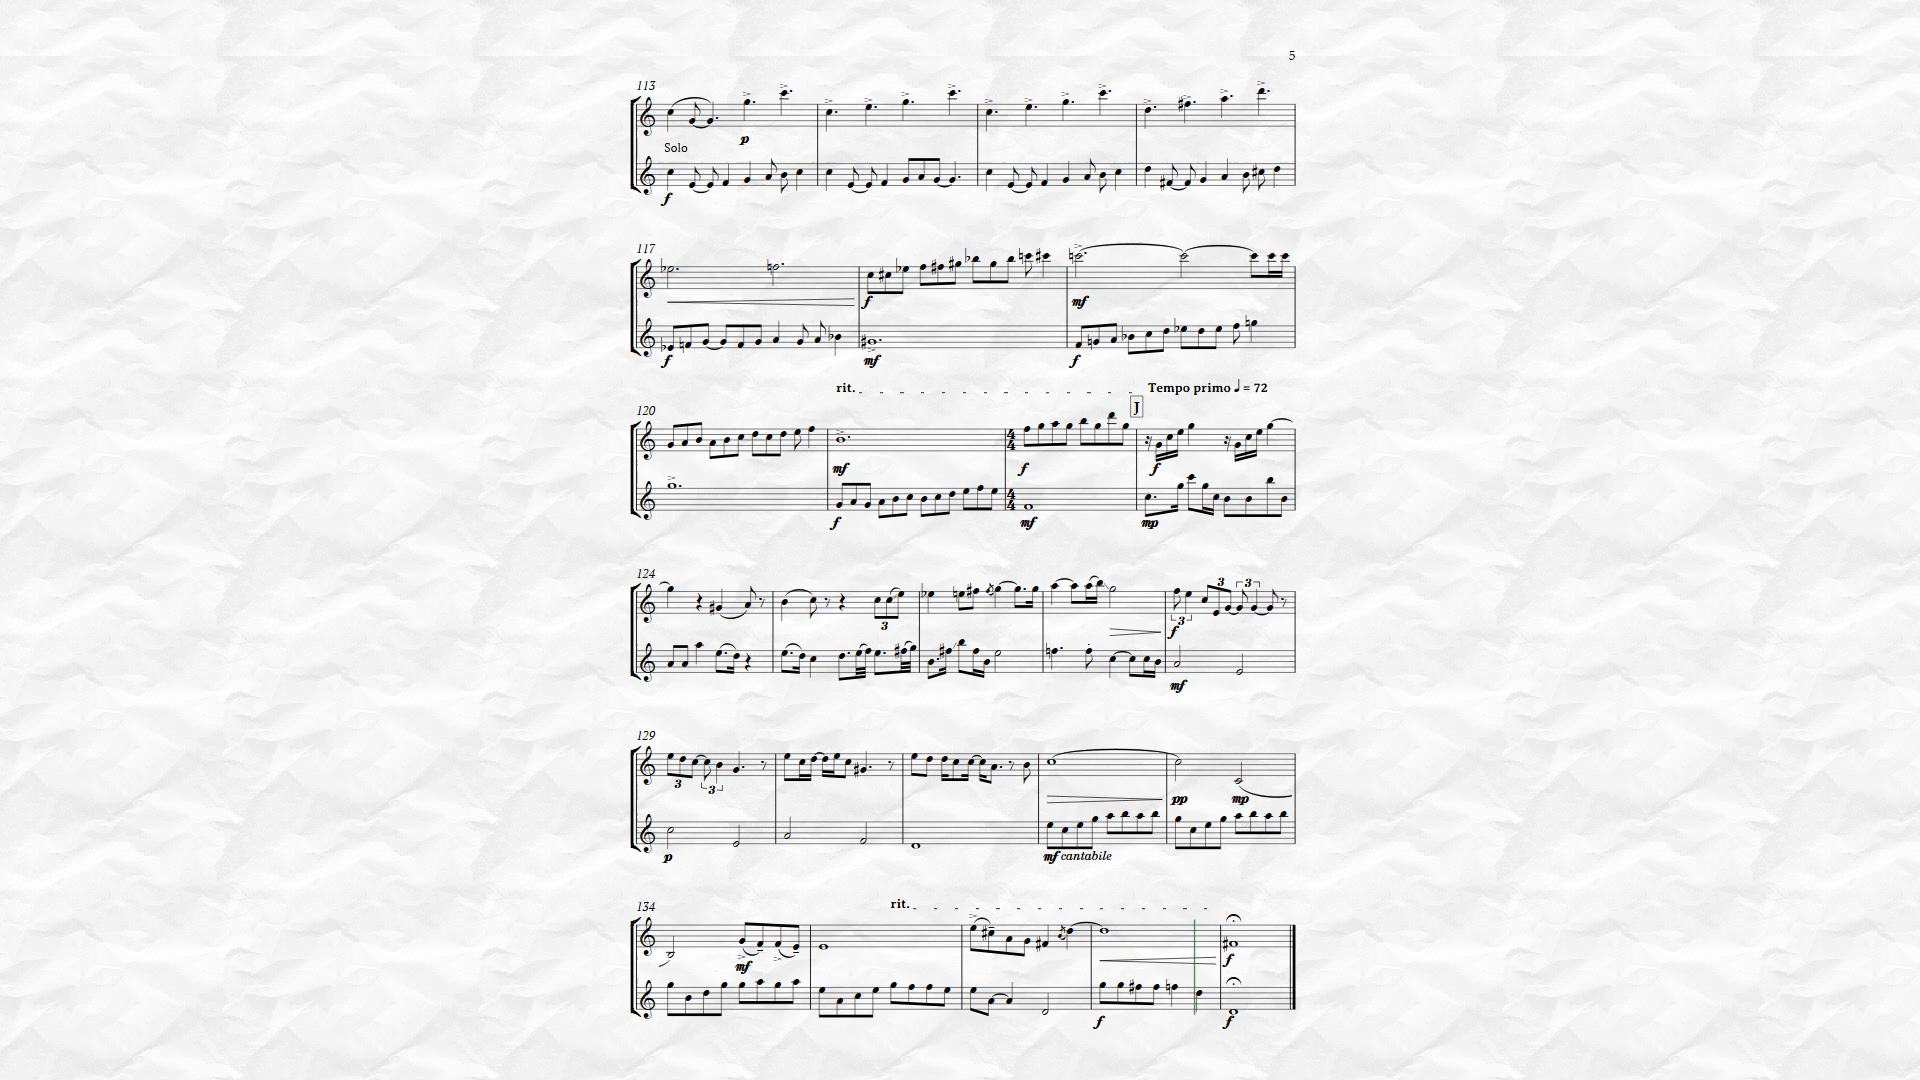 5
113
p
Solo
f
117
f
mf
f
mf
f
rit. Tempo primo ♩ = 72
120 J
4/4
mf f f
4/4
f mf mp
124
3 3
3
3
f
mf
129
3 3
pp mp
p mf cantabile
rit.
134
mf f
f f